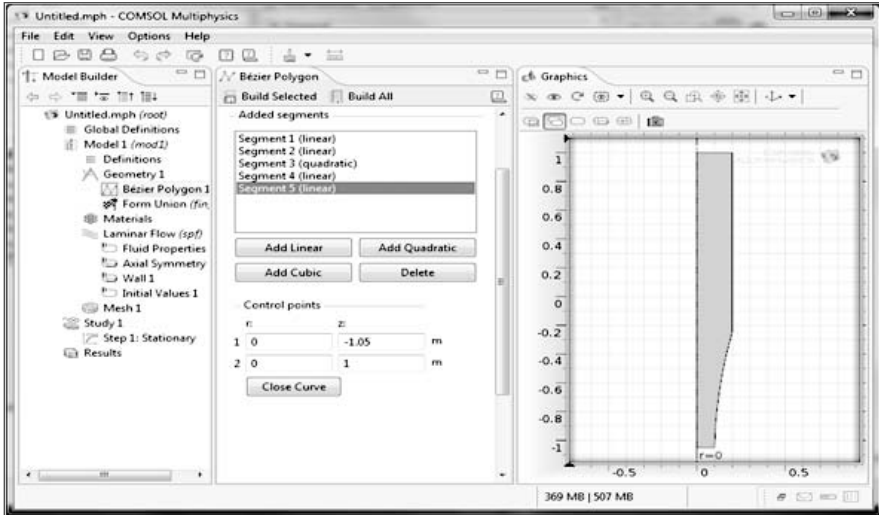 Untitled.mph - COMSOL Multiphysics
File Edit View Options Help
Model Builder
Untitled.mph (root)
Global Definitions
Model 1 (mod1)
Definitions
Geometry 1
Bézier Polygon 1
Form Union (fin
Materials
Laminar Flow (spf)
Fluid Properties
Axial Symmetry
Wall 1
Initial Values 1
Mesh 1
Study 1
Step 1: Stationary
Results
Bézier Polygon
Build Selected Build All
Added segments
Segment 1 (linear)
Segment 2 (linear)
Segment 3 (quadratic)
Segment 4 (linear)
Segment 5 (linear)
Add Linear Add Quadratic
Add Cubic Delete
Control points
r: z:
1 0 -1.05 m
2 0 1 m
Close Curve
Graphics
1
0.8
0.6
0.4
0.2
0
-0.2
-0.4
-0.6
-0.8
-1
r=0
-0.5 0 0.5
369 MB | 507 MB